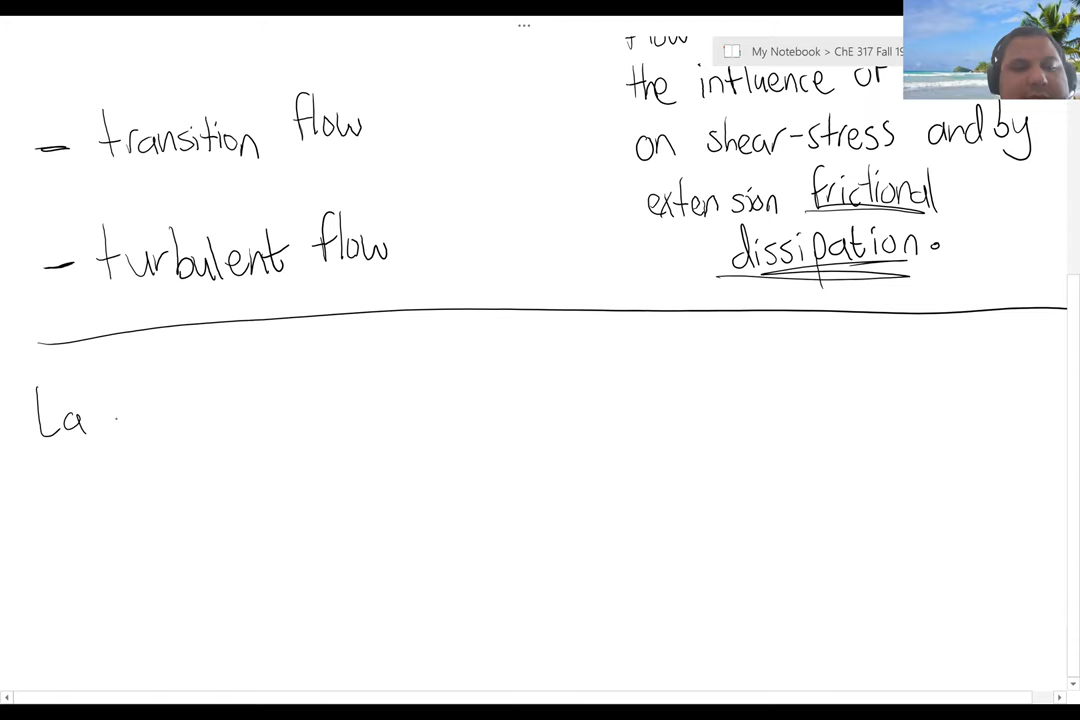 flow
My Notebook > ChE 317 Fall 19
the influence of
- transition flow
on shear-stress and by
extension frictional
- turbulent flow
dissipation.
La